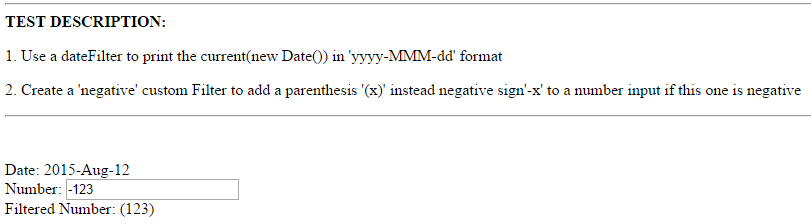 TEST DESCRIPTION:
1. Use a dateFilter to print the current(new Date()) in 'yyyy-MMM-dd' format
2. Create a 'negative' custom Filter to add a parenthesis '(x)' instead negative sign'-x' to a number input if this one is negative
Date: 2015-Aug-12
Number: -123
Filtered Number: (123)